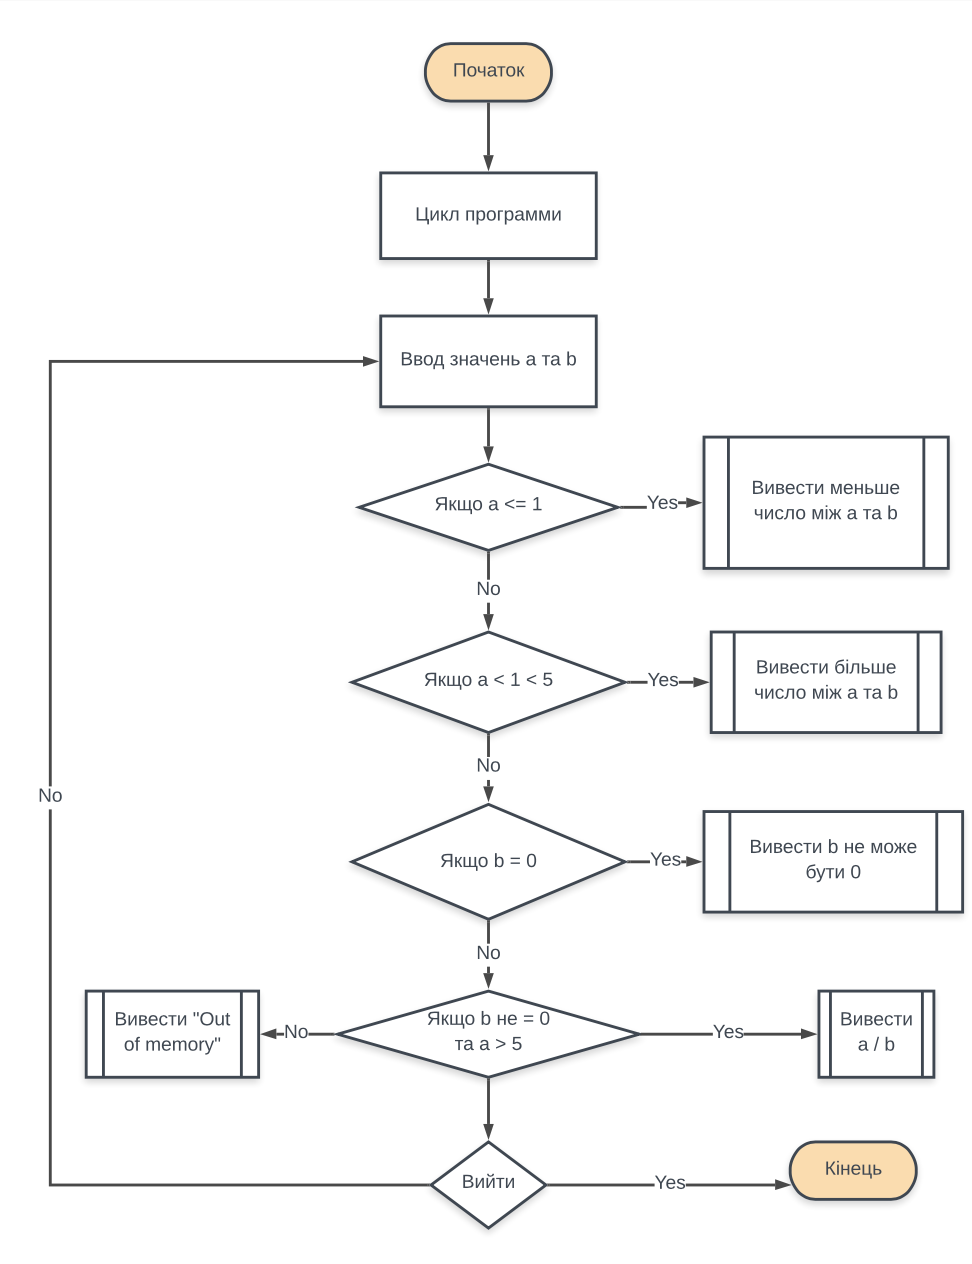 Початок
Цикл программи
Ввод значень a та b
Якщо a <= 1
Yes
Вивести меньше
число між a та b
No
Якщо a < 1 < 5
Yes
Вивести більше
число між a та b
No
No
Якщо b = 0
Yes
Вивести b не може
бути 0
No
Вивести "Out
of memory"
No
Якщо b не = 0
та a > 5
Yes
Вивести
a / b
Вийти
Yes
Кінець